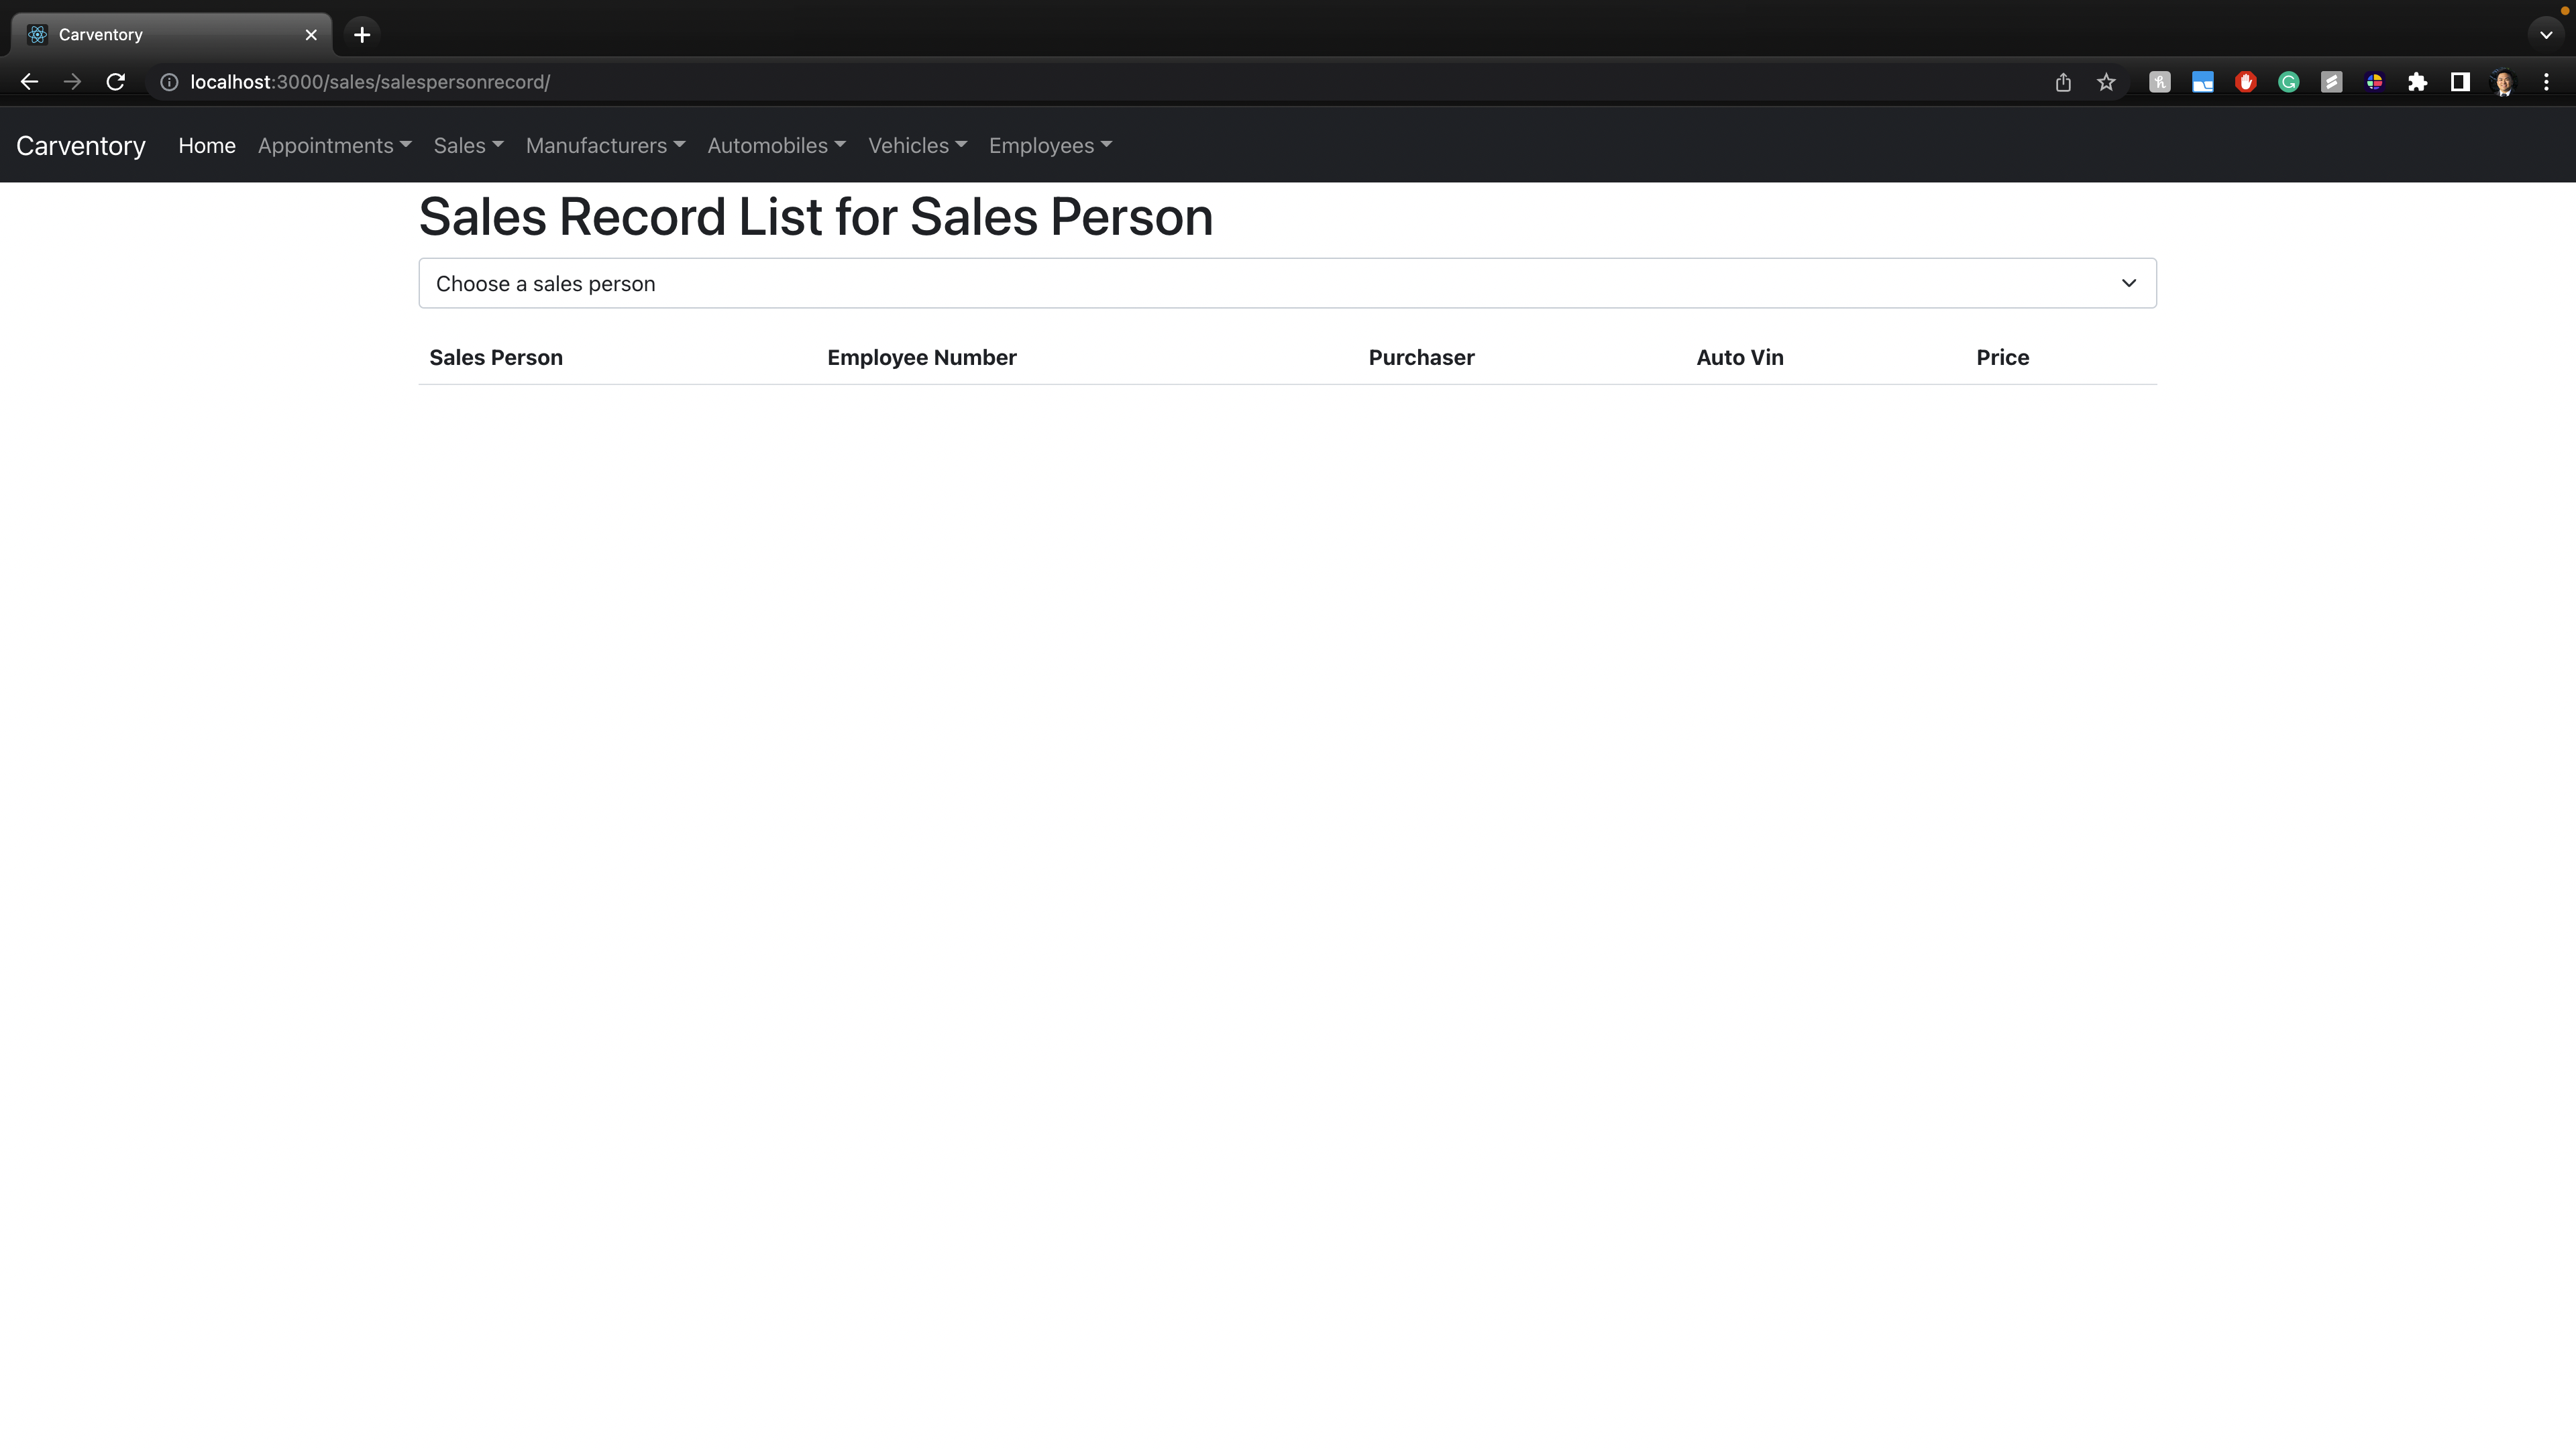 Carventory
localhost:3000/sales/salespersonrecord/
Carventory Home Appointments Sales Manufacturers Automobiles Vehicles Employees
Sales Record List for Sales Person
Choose a sales person
Sales Person Employee Number Purchaser Auto Vin Price